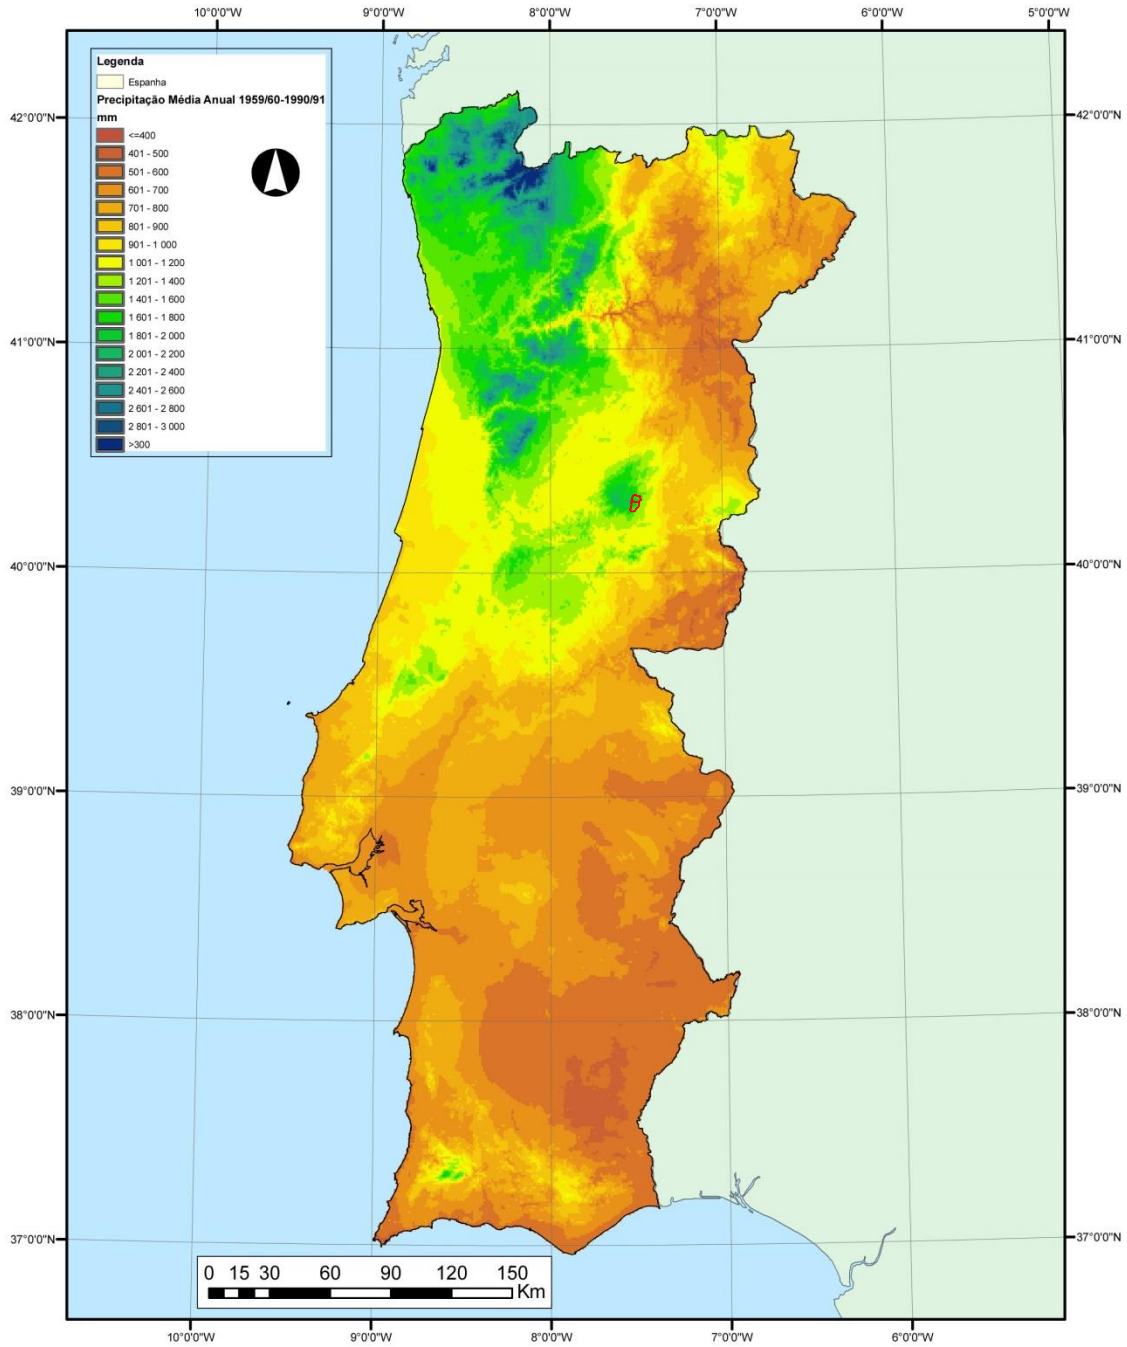 10°0'0"W 9°0'0"W 8°0'0"W 7°0'0"W 6°0'0"W 5°0'0"W
Legenda
Espanha
Precipitação Média Anual 1959/60-1990/91
mm
<=400
401 - 500
501 - 600
601 - 700
701 - 800
801 - 900
901 - 1 000
1 001 - 1 200
1 201 - 1 400
1 401 - 1 600
1 601 - 1 800
1 801 - 2 000
2 001 - 2 200
2 201 - 2 400
2 401 - 2 600
2 601 - 2 800
2 801 - 3 000
>300
42°0'0"N 42°0'0"N
41°0'0"N 41°0'0"N
40°0'0"N 40°0'0"N
39°0'0"N 39°0'0"N
38°0'0"N 38°0'0"N
37°0'0"N 37°0'0"N
0 15 30 60 90 120 150
Km
10°0'0"W 9°0'0"W 8°0'0"W 7°0'0"W 6°0'0"W